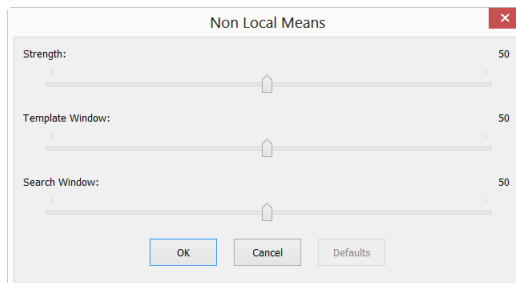 Non Local Means
Strength: 50
Template Window: 50
Search Window: 50
OK Cancel Defaults